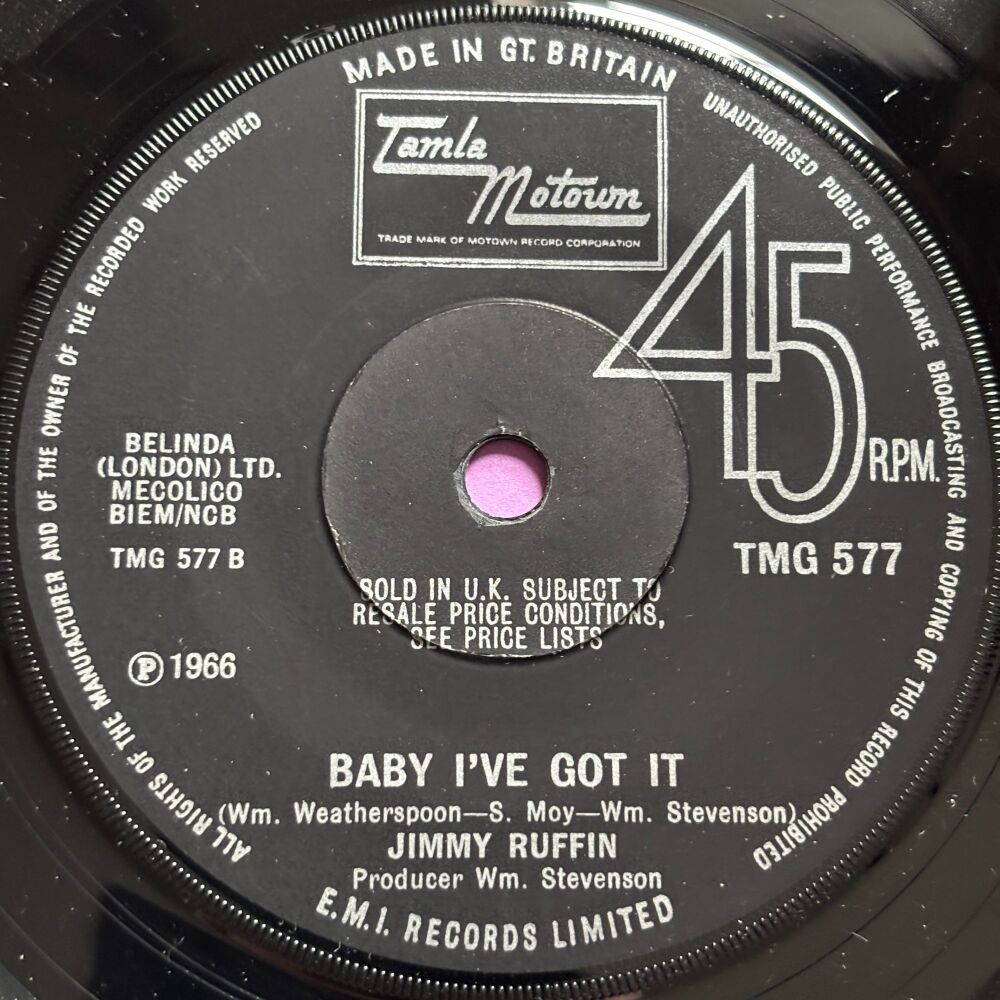 MADE IN GT. BRITAIN
Tamla
Motown
TRADE MARK OF MOTOWN RECORD CORPORATION
45
R.P.M.
TMG 577
BELINDA
(LONDON) LTD.
MECOLICO
BIEM/NCB
TMG 577 B
SOLD IN U.K. SUBJECT TO
RESALE PRICE CONDITIONS,
SEE PRICE LISTS
℗ 1966
BABY I'VE GOT IT
(Wm. Weatherspoon—S. Moy—Wm. Stevenson)
JIMMY RUFFIN
Producer Wm. Stevenson
E.M.I. RECORDS LIMITED
ALL RIGHTS OF THE MANUFACTURER AND OF THE OWNER OF THE RECORDED WORK RESERVED
UNAUTHORISED PUBLIC PERFORMANCE BROADCASTING AND COPYING OF THIS RECORD PROHIBITED